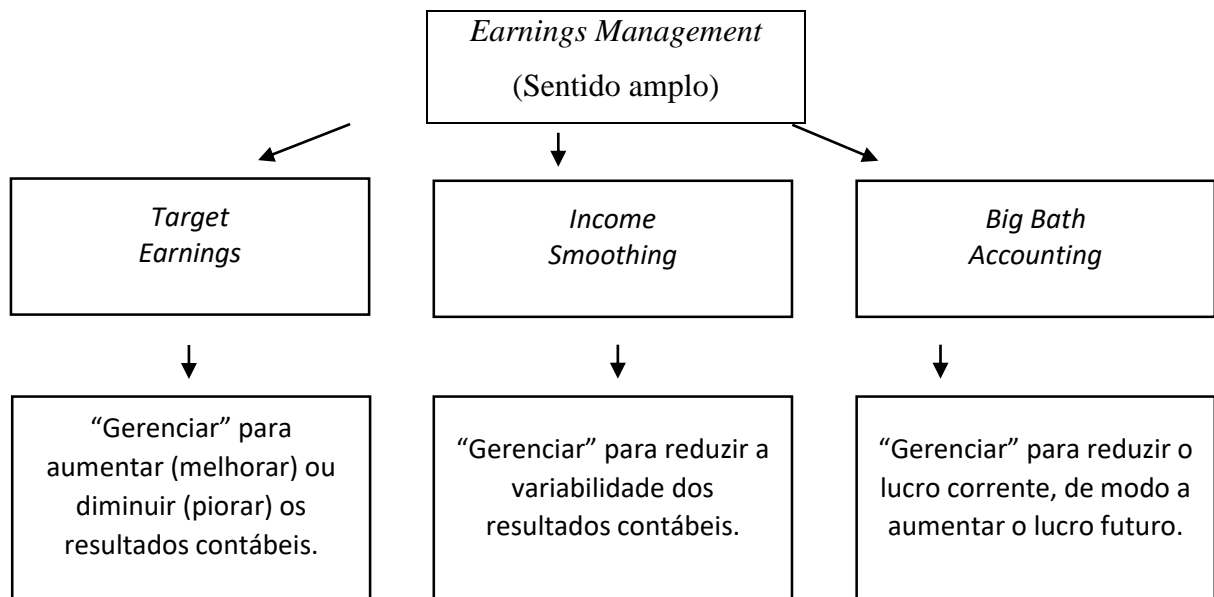 Earnings Management
(Sentido amplo)
Target
Earnings
Income
Smoothing
Big Bath
Accounting
“Gerenciar” para
aumentar (melhorar) ou
diminuir (piorar) os
resultados contábeis.
“Gerenciar” para reduzir a
variabilidade dos
resultados contábeis.
“Gerenciar” para reduzir o
lucro corrente, de modo a
aumentar o lucro futuro.